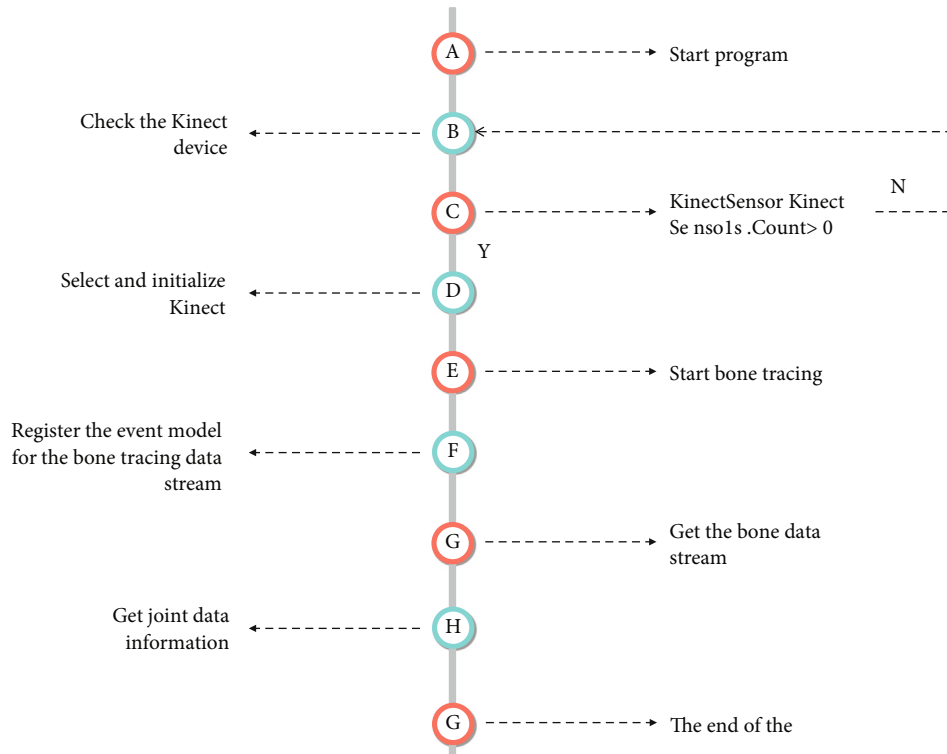 A
Start program
Check the Kinect
device
B
C
KinectSensor Kinect
Se nso1s .Count> 0
N
Y
Select and initialize
Kinect
D
E
Start bone tracing
Register the event model
for the bone tracing data
stream
F
G
Get the bone data
stream
Get joint data
information
H
G
The end of the